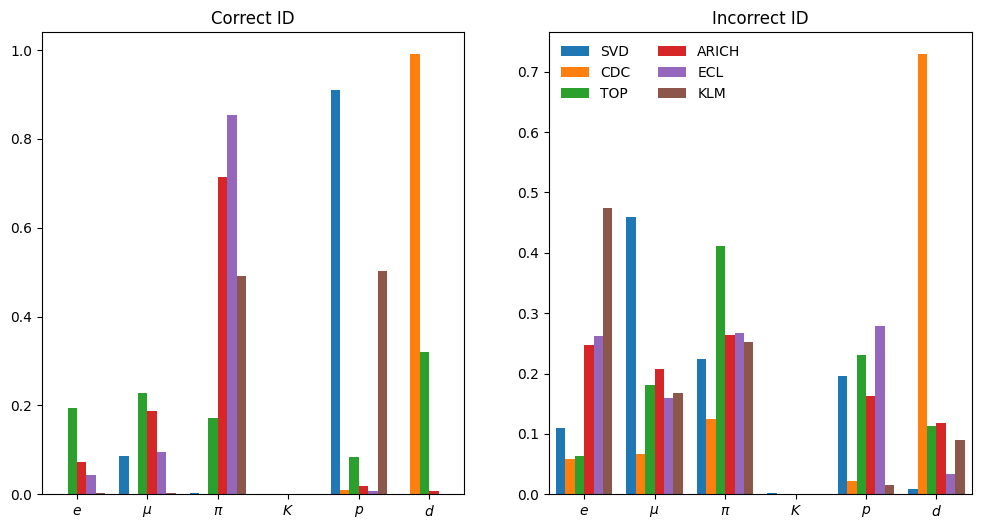 Correct ID
1.0
0.8
0.6
0.4
0.2
0.0
e μ π K p d
Incorrect ID
SVD ARICH
CDC ECL
TOP KLM
0.7
0.6
0.5
0.4
0.3
0.2
0.1
0.0
e μ π K p d